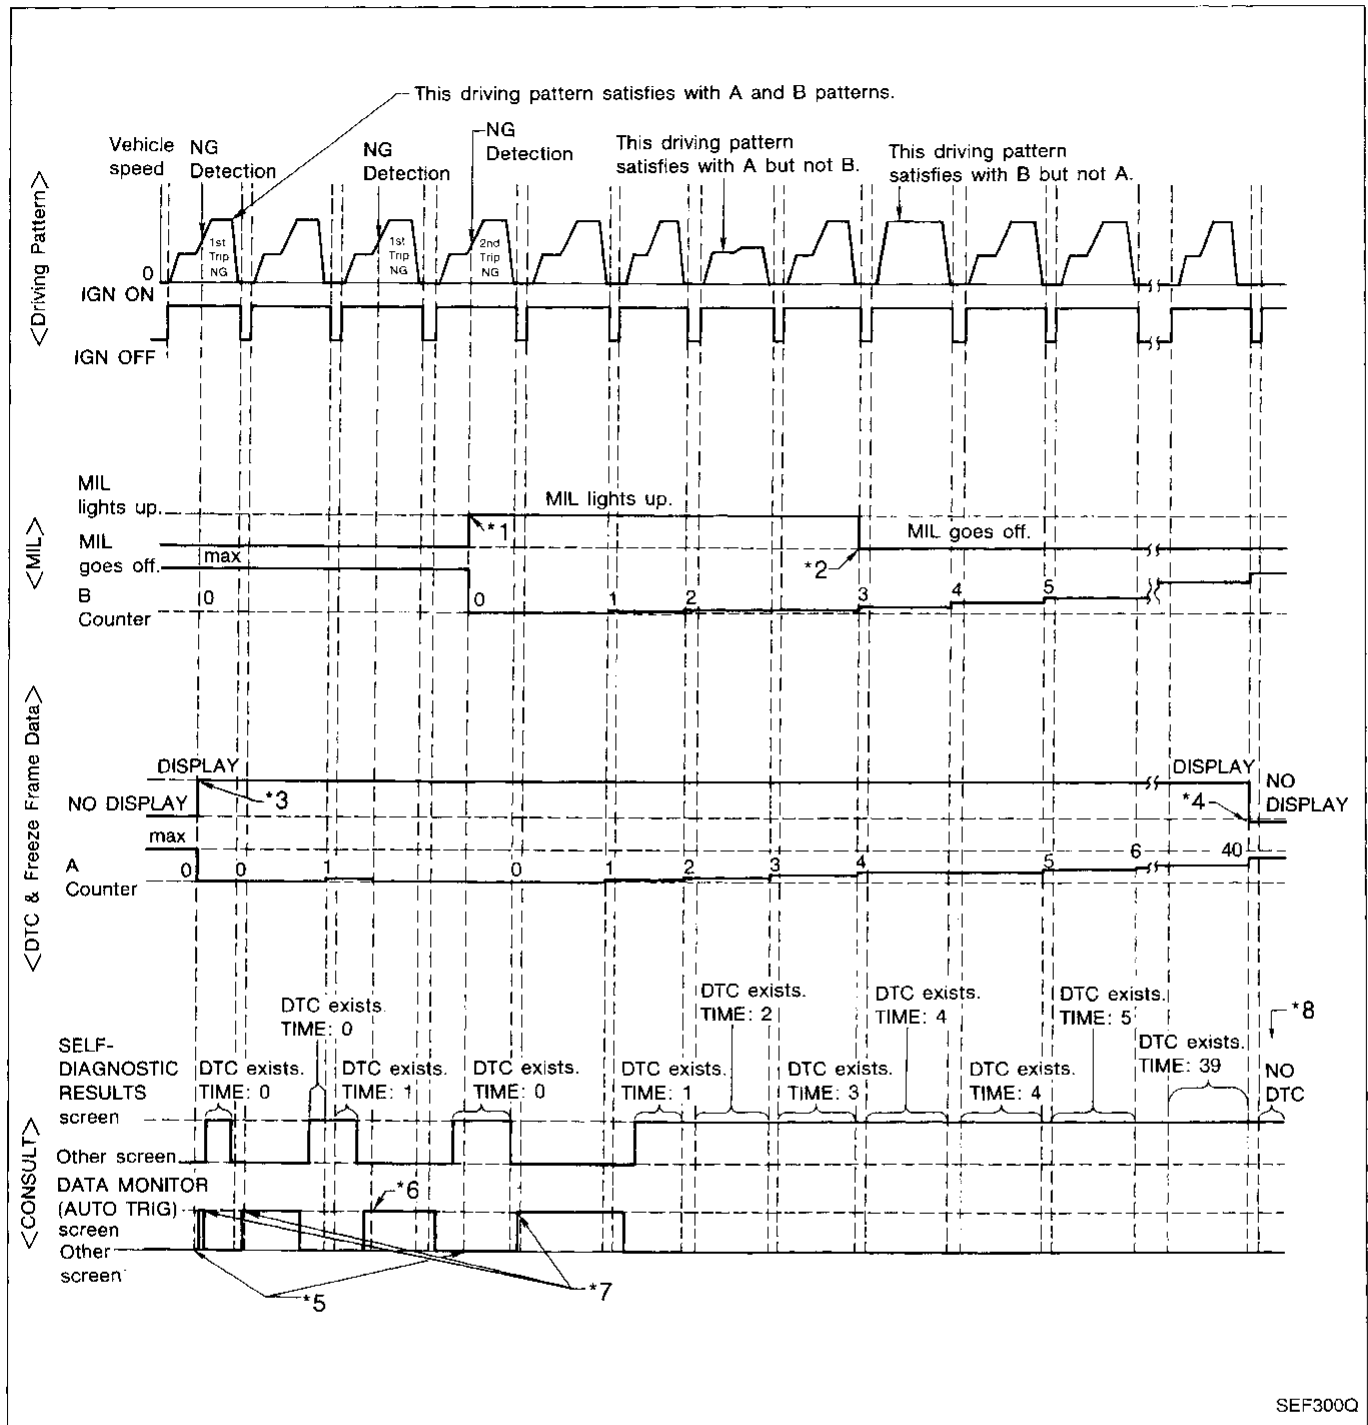 This driving pattern satisfies with A and B patterns.
Vehicle
speed
NG
Detection
NG
Detection
NG
Detection
This driving pattern
satisfies with A but not B.
This driving pattern
satisfies with B but not A.
<Driving Pattern>
1st
Trip
NG
1st
Trip
NG
2nd
Trip
NG
0
IGN ON
IGN OFF
<MIL>
MIL
lights up.
MIL lights up.
*1
MIL
goes off.
MIL goes off.
*2
max
B
Counter
0 0 1 2 3 4 5
<DTC & Freeze Frame Data>
DISPLAY
DISPLAY
NO DISPLAY
*3
*4
NO
DISPLAY
max
A
Counter
0 0 1 0 1 2 3 4 5 6 40
<CONSULT>
SELF-
DIAGNOSTIC
RESULTS
screen
DTC exists.
TIME: 0
DTC exists.
TIME: 0
DTC exists.
TIME: 1
DTC exists.
TIME: 0
DTC exists.
TIME: 1
DTC exists.
TIME: 2
DTC exists.
TIME: 3
DTC exists.
TIME: 4
DTC exists.
TIME: 4
DTC exists.
TIME: 5
DTC exists.
TIME: 39
*8
NO
DTC
Other screen
DATA MONITOR
(AUTO TRIG)
screen
*6
Other
screen
*5
*7
SEF300Q